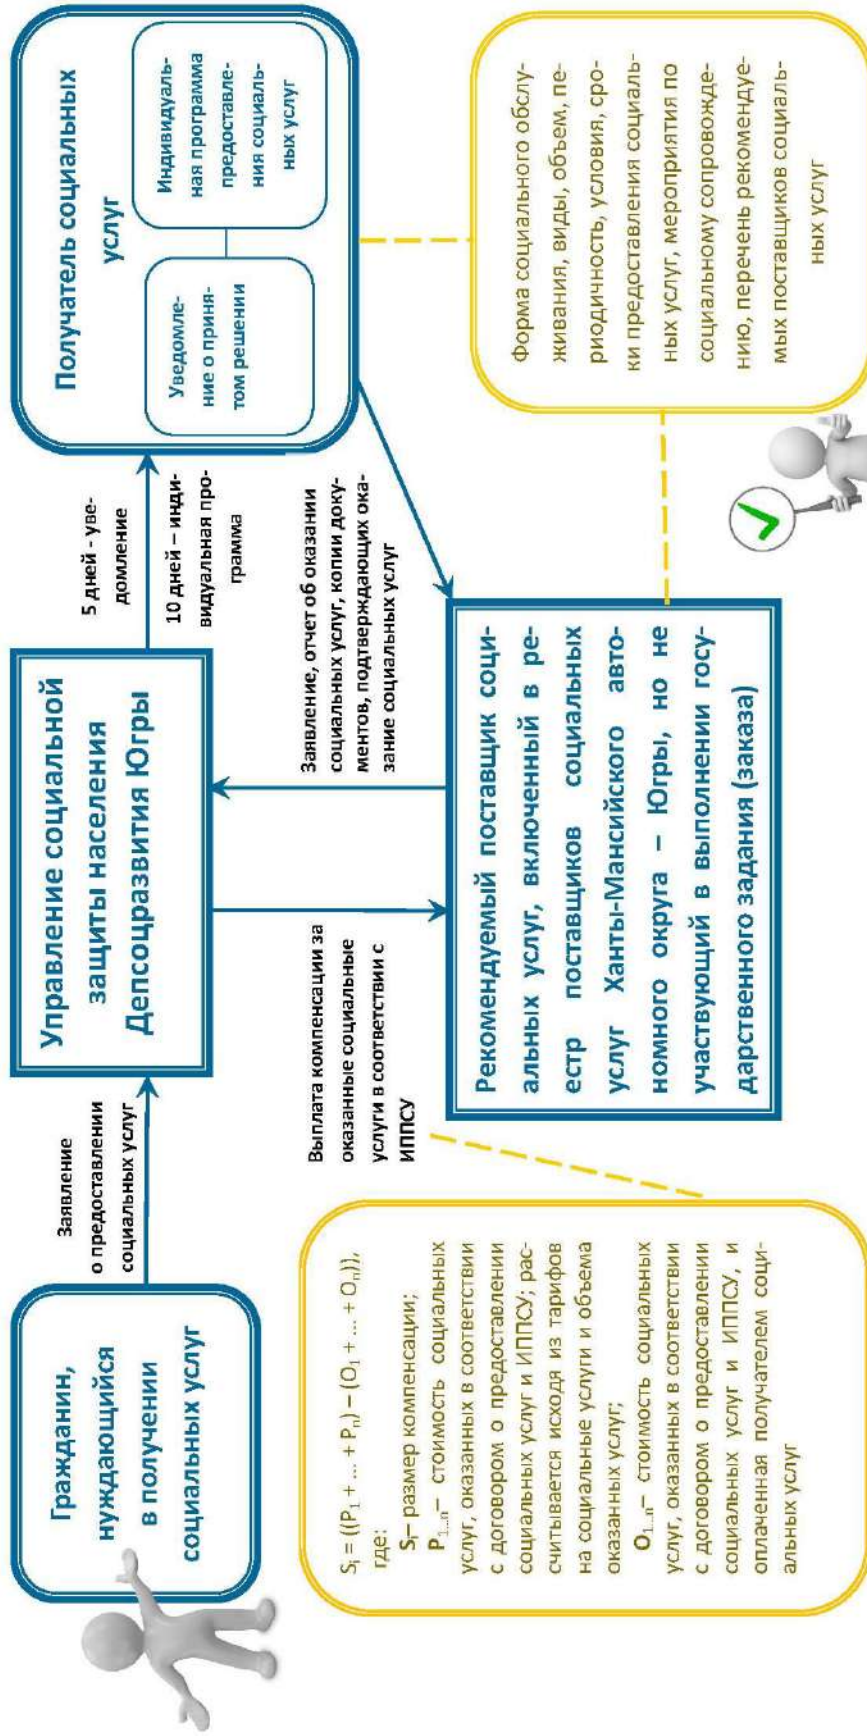 Гражданин,
нуждающийся
в получении
социальных услуг
Заявление
о предоставлении
социальных услуг
Управление социальной
защиты населения
Депсоцразвития Югры
5 дней - уве-
домление
10 дней – инди-
видуальная про-
грамма
Получатель социальных
услуг
Уведомле-
ние о приня-
том решении
Индивидуаль-
ная программа
предоставле-
ния социаль-
ных услуг
Выплата компенсации за
оказанные социальные
услуги в соответствии с
ИППСУ
Заявление, отчет об оказании
социальных услуг, копии доку-
ментов, подтверждающих ока-
зание социальных услуг
S_i = ((P_1 + ... + P_n) – (O_1 + ... + O_n)),
где:
S_i– размер компенсации;
P_1...n– стоимость социальных
услуг, оказанных в соответствии
с договором о предоставлении
социальных услуг и ИППСУ; рас-
считывается исходя из тарифов
на социальные услуги и объема
оказанных услуг;
O_1...n– стоимость социальных
услуг, оказанных в соответствии
с договором о предоставлении
социальных услуг и ИППСУ, и
оплаченная получателем соци-
альных услуг
Рекомендуемый поставщик соци-
альных услуг, включенный в ре-
естр поставщиков социальных
услуг Ханты-Мансийского авто-
номного округа – Югры, но не
участвующий в выполнении госу-
дарственного задания (заказа)
Форма социального обслу-
живания, виды, объем, пе-
риодичность, условия, сро-
ки предоставления социаль-
ных услуг, мероприятия по
социальному сопровожде-
нию, перечень рекомендуе-
мых поставщиков социаль-
ных услуг